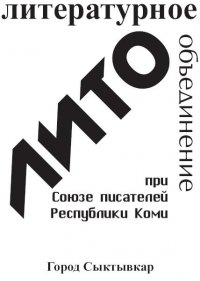 литературное
объединение
ЛИТО
при
Союзе писателей
Республики Коми
Город Сыктывкар